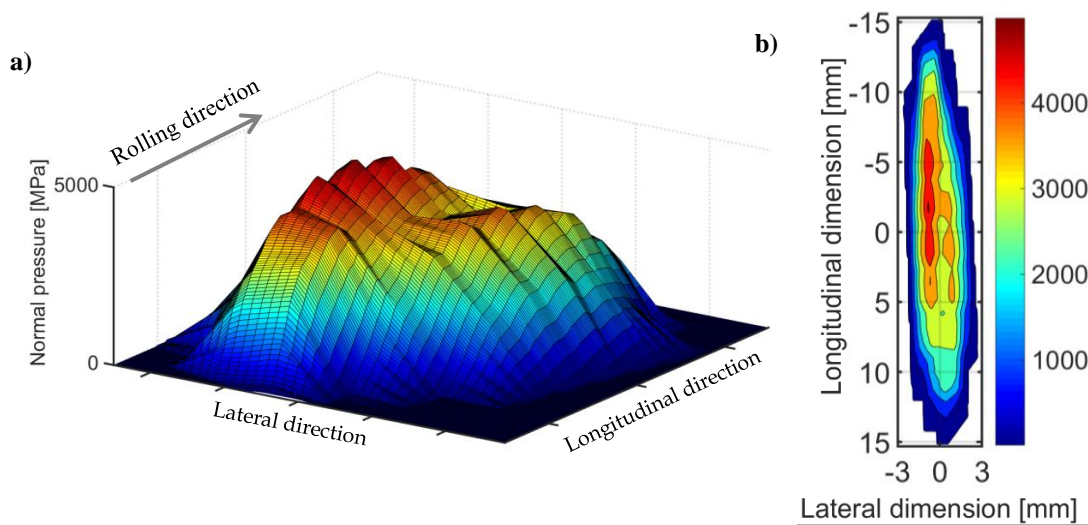 a)
Rolling direction
Normal pressure [MPa]
5000
0
Lateral direction
Longitudinal direction
b)
Longitudinal dimension [mm]
-15
-10
-5
0
5
10
15
-3 0 3
Lateral dimension [mm]
4000
3000
2000
1000